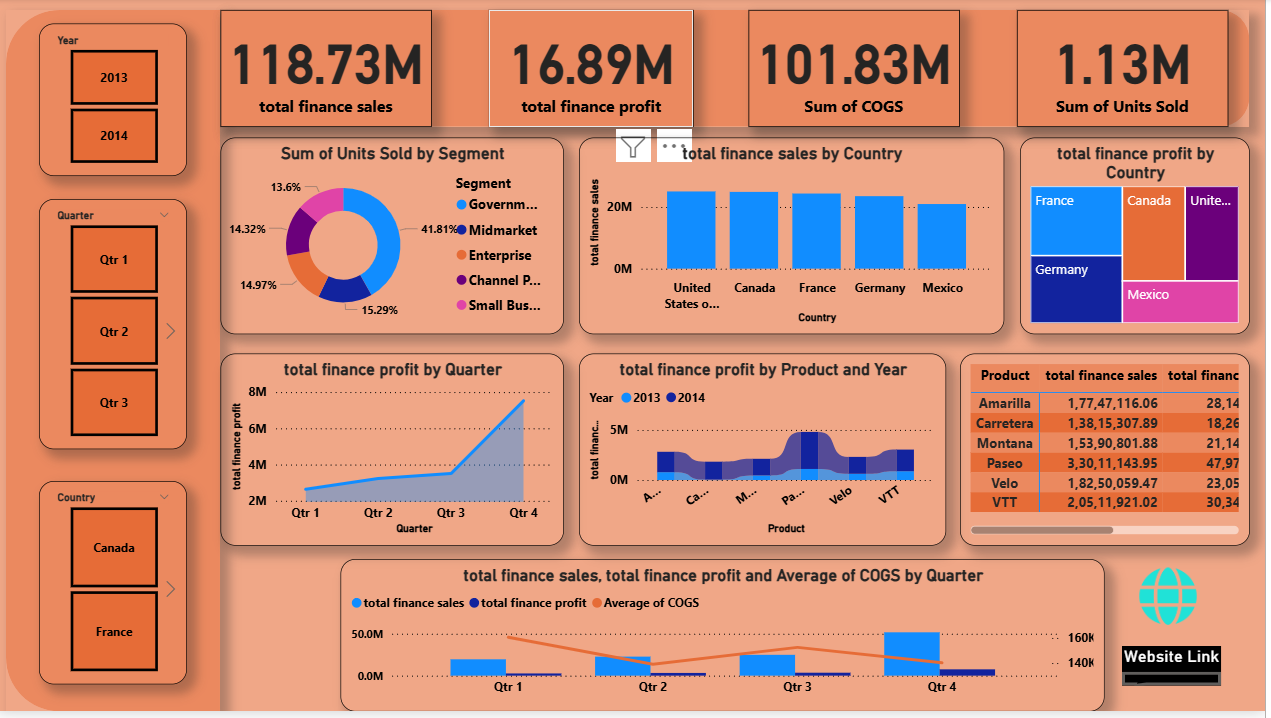 Year
2013
2014
Quarter
Qtr 1
Qtr 2
Qtr 3
Country
Canada
France
118.73M
total finance sales
16.89M
total finance profit
101.83M
Sum of COGS
1.13M
Sum of Units Sold
Sum of Units Sold by Segment
13.6%
14.32%
14.97%
15.29%
41.81%
Segment
Governm...
Midmarket
Enterprise
Channel P...
Small Bus...
total finance sales by Country
total finance sales
20M
0M
United
States o...
Canada
France
Germany
Mexico
Country
total finance profit by
Country
France
Canada
Unite...
Germany
Mexico
total finance profit by Quarter
total finance profit
8M
6M
4M
2M
Qtr 1 Qtr 2 Qtr 3 Qtr 4
Quarter
total finance profit by Product and Year
Year 2013 2014
total financ...
5M
0M
A... Ca... M... Pa... Velo VTT
Product
Product total finance sales total financ
Amarilla 1,77,47,116.06 28,14
Carretera 1,38,15,307.89 18,26
Montana 1,53,90,801.88 21,14
Paseo 3,30,11,143.95 47,97
Velo 1,82,50,059.47 23,05
VTT 2,05,11,921.02 30,34
total finance sales, total finance profit and Average of COGS by Quarter
total finance sales total finance profit Average of COGS
50.0M
0.0M
160K
140K
Qtr 1 Qtr 2 Qtr 3 Qtr 4
Website Link